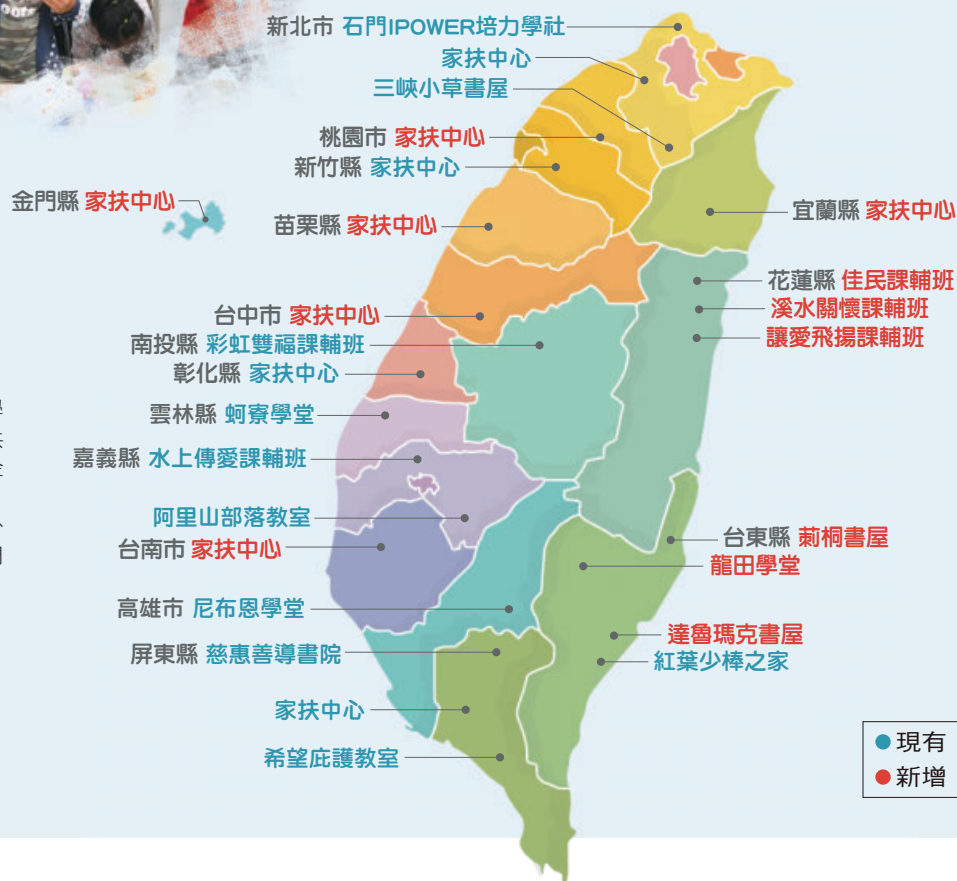 新北市 石門IPOWER培力學社
家扶中心
三峽小草書屋
桃園市 家扶中心
新竹縣 家扶中心
金門縣 家扶中心
苗栗縣 家扶中心
宜蘭縣 家扶中心
花蓮縣 佳民課輔班
溪水關懷課輔班
讓愛飛揚課輔班
台中市 家扶中心
南投縣 彩虹雙福課輔班
彰化縣 家扶中心
雲林縣 蚵寮學堂
嘉義縣 水上傳愛課輔班
阿里山部落教室
台南市 家扶中心
台東縣 莿桐書屋
龍田學堂
達魯瑪克書屋
紅葉少棒之家
高雄市 尼布恩學堂
屏東縣 慈惠善導書院
家扶中心
希望庇護教室
現有
新增